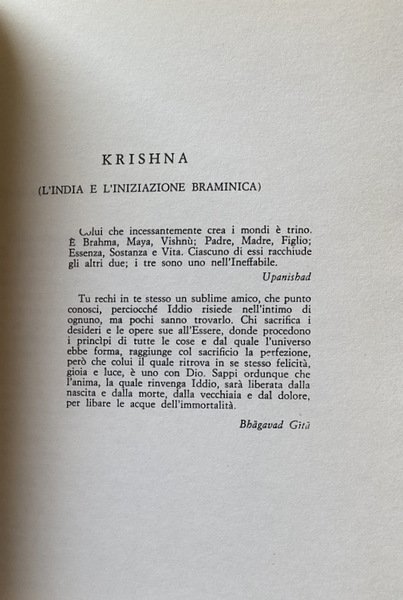 KRISHNA
(L'INDIA E L'INIZIAZIONE BRAMINICA)
Colui che incessantemente crea i mondi è trino.
È Brahma, Maya, Vishnù; Padre, Madre, Figlio;
Essenza, Sostanza e Vita. Ciascuno di essi racchiude
gli altri due; i tre sono uno nell'Ineffabile.
Upanishad
Tu rechi in te stesso un sublime amico, che punto
conosci, perciocchè Iddio risiede nell'intimo di
ognuno, ma pochi sanno trovarlo. Chi sacrifica i
desideri e le opere sue all'Essere, donde procedono
i princìpi di tutte le cose e dal quale l'universo
ebbe forma, raggiunge col sacrificio la perfezione,
però che colui il quale ritrova in se stesso felicità,
gioia e luce, è uno con Dio. Sappi ordunque che
l'anima, la quale rinvenga Iddio, sarà liberata dalla
nascita e dalla morte, dalla vecchiaia e dal dolore,
per libare le acque dell'immortalità.
Bhâgavad Gitâ